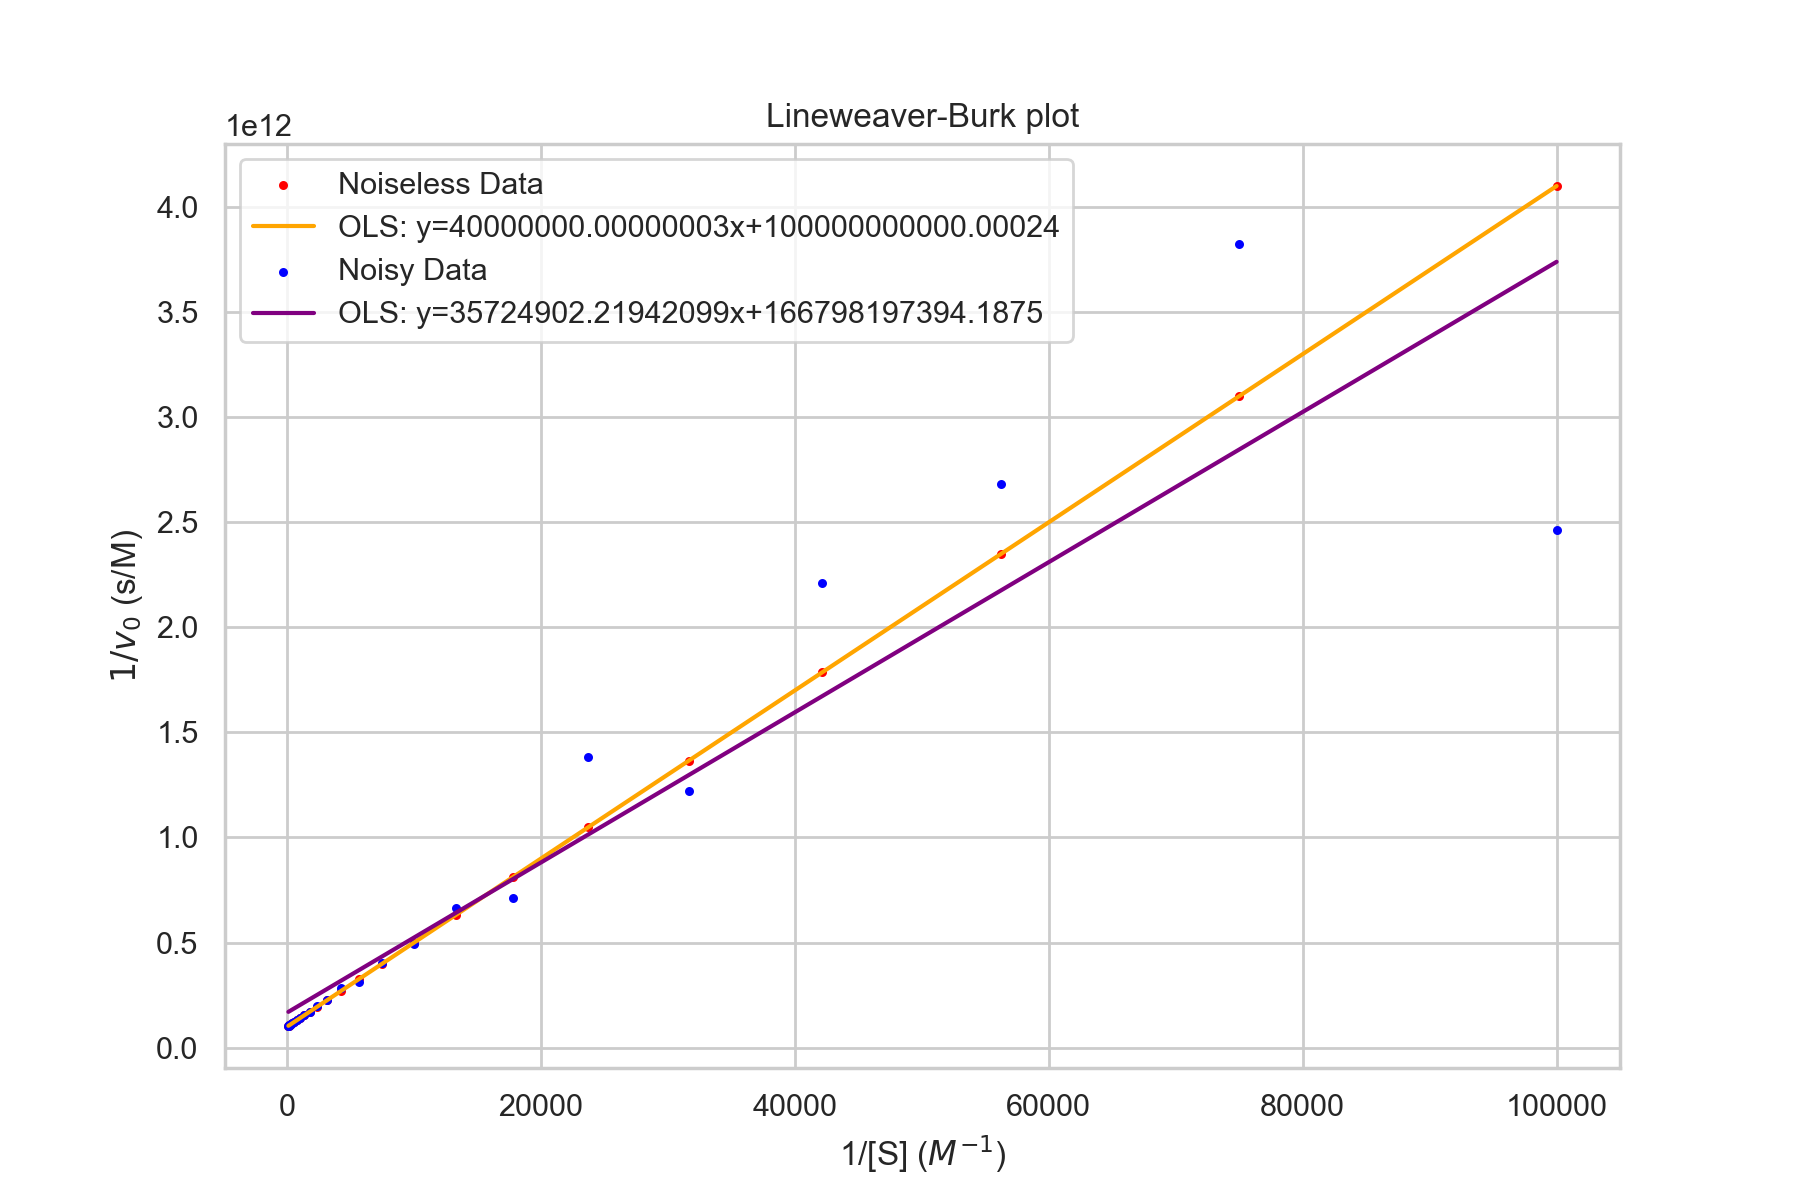 Lineweaver-Burk plot
1e12
Noiseless Data
OLS: y=40000000.00000003x+100000000000.00024
Noisy Data
OLS: y=35724902.21942099x+166798197394.1875
4.0
3.5
3.0
2.5
2.0
1.5
1.0
0.5
0.0
1/v₀ (s/M)
0 20000 40000 60000 80000 100000
1/[S] (M⁻¹)